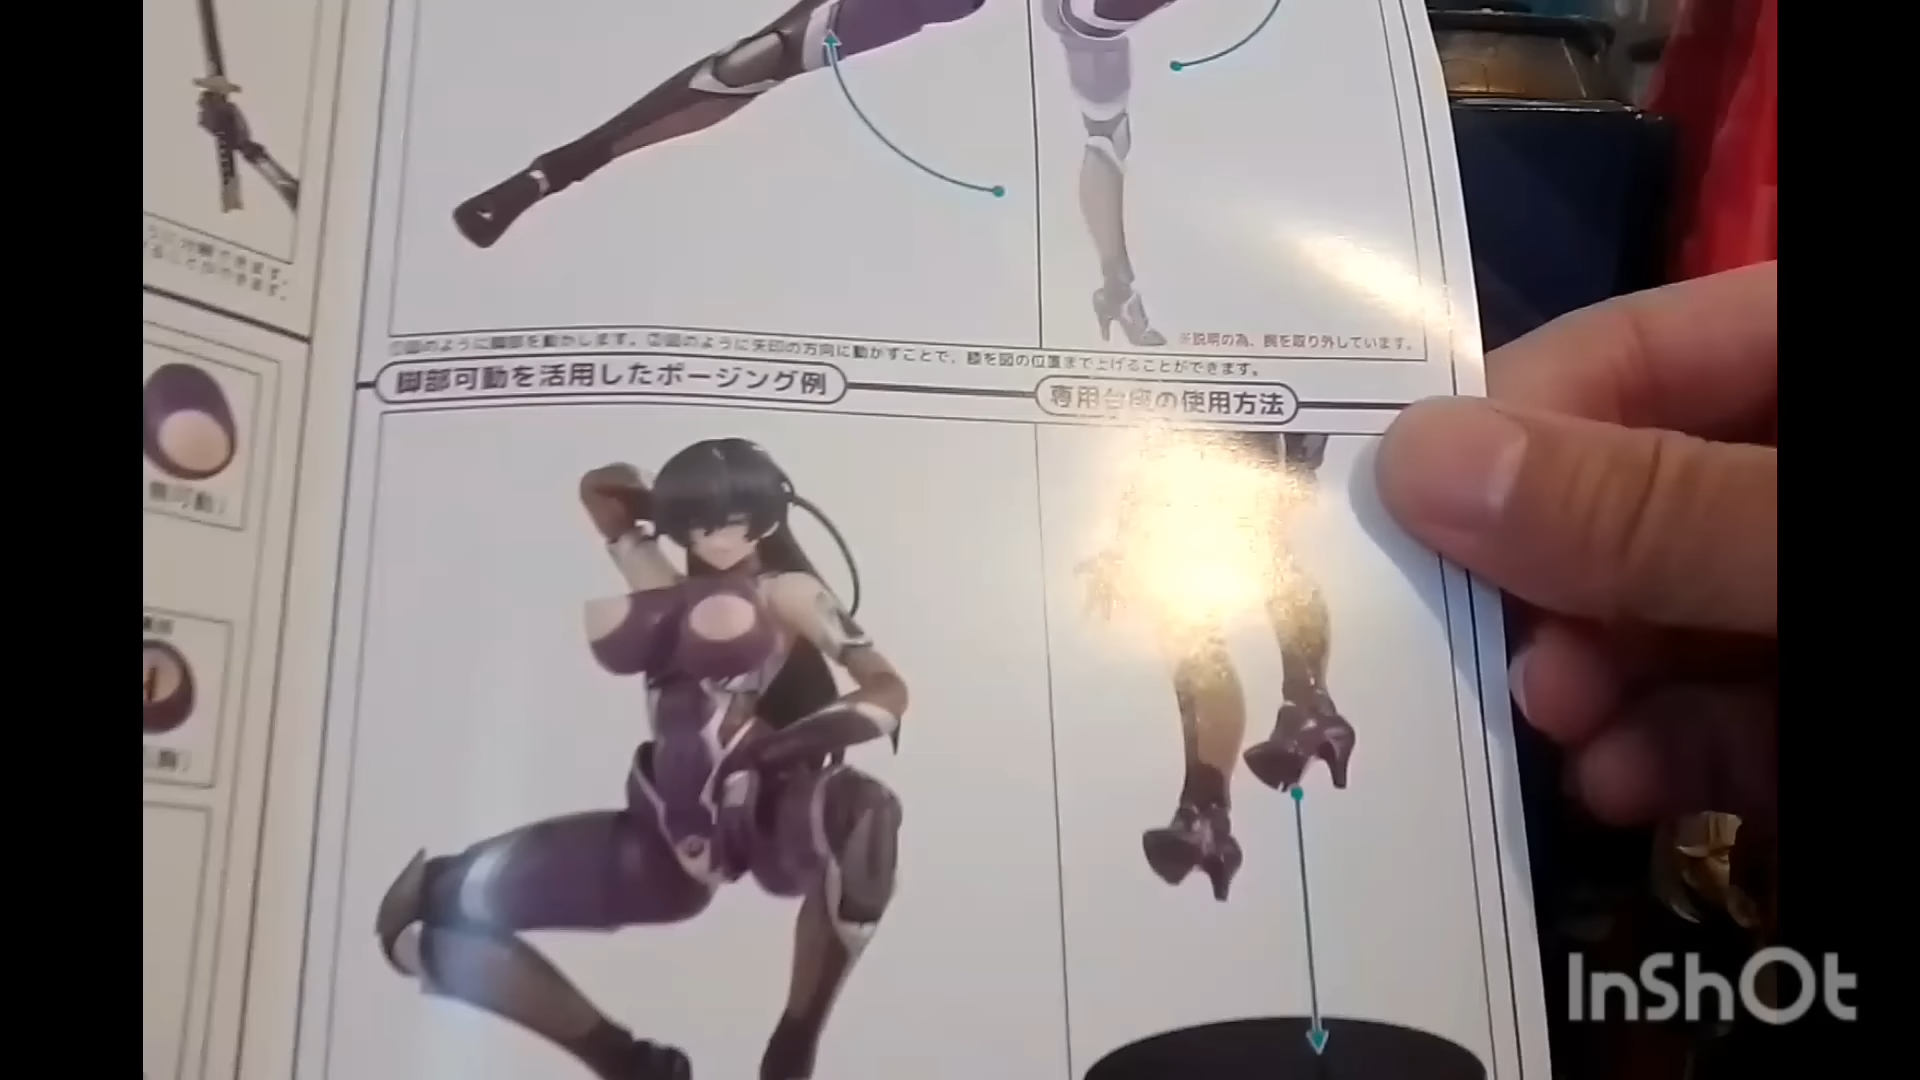 ①図のように脚部を動かします。②図のように矢印の方向に動かすことで、膝を図の位置まで上げることができます。
※説明の為、腕を取り外しています。
脚部可動を活用したポージング例
専用台座の使用方法
InShOt